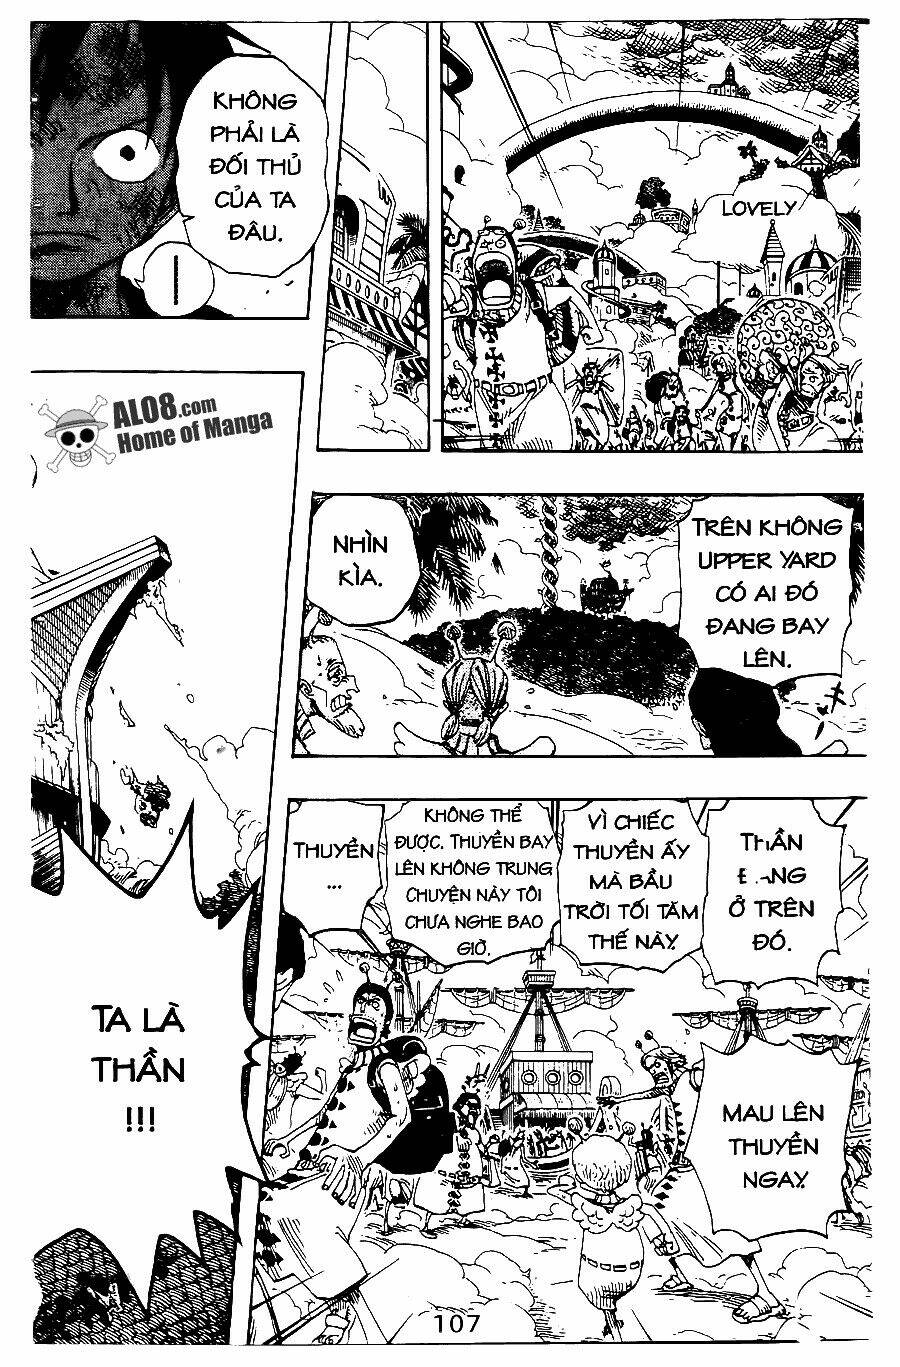 LOVELY
TRÊN KHÔNG
UPPER YARD
CÓ AI ĐÓ
ĐANG BAY
LÊN.
NHÌN
KÌA.
Ở TRÊN
ĐÓ.
VÌ CHIẾC
THUYỀN ẤY
MÀ BẦU
TRỜI TỐI TĂM
THẾ NÀY.
KHÔNG THỂ
ĐƯỢC. THUYỀN BAY
LÊN KHÔNG TRUNG
CHUYỆN NÀY TÔI
CHƯA NGHE BAO
GIỜ.
THUYỀN
...
MAU LÊN
THUYỀN
NGAY.
KHÔNG
PHẢI LÀ
ĐỐI THỦ
CỦA TA
ĐÂU.
ALO8.com
Home of Manga
TA LÀ
THẦN
!!!
107